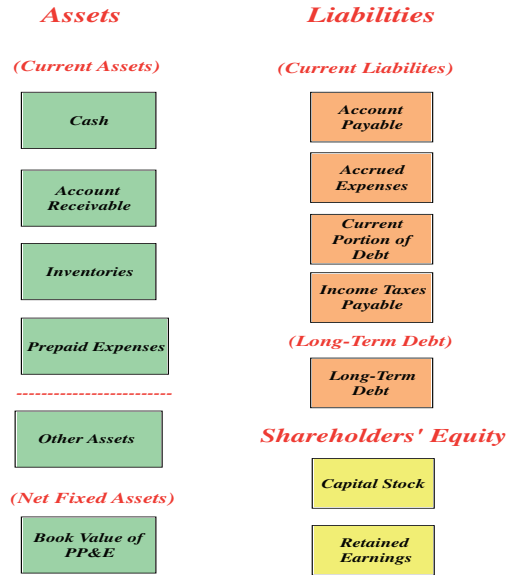 Assets
(Current Assets)
Cash
Account
Receivable
Inventories
Prepaid Expenses
Other Assets
(Net Fixed Assets)
Book Value of
PP&E
Liabilities
(Current Liabilites)
Account
Payable
Accrued
Expenses
Current
Portion of
Debt
Income Taxes
Payable
(Long-Term Debt)
Long-Term
Debt
Shareholders' Equity
Capital Stock
Retained
Earnings